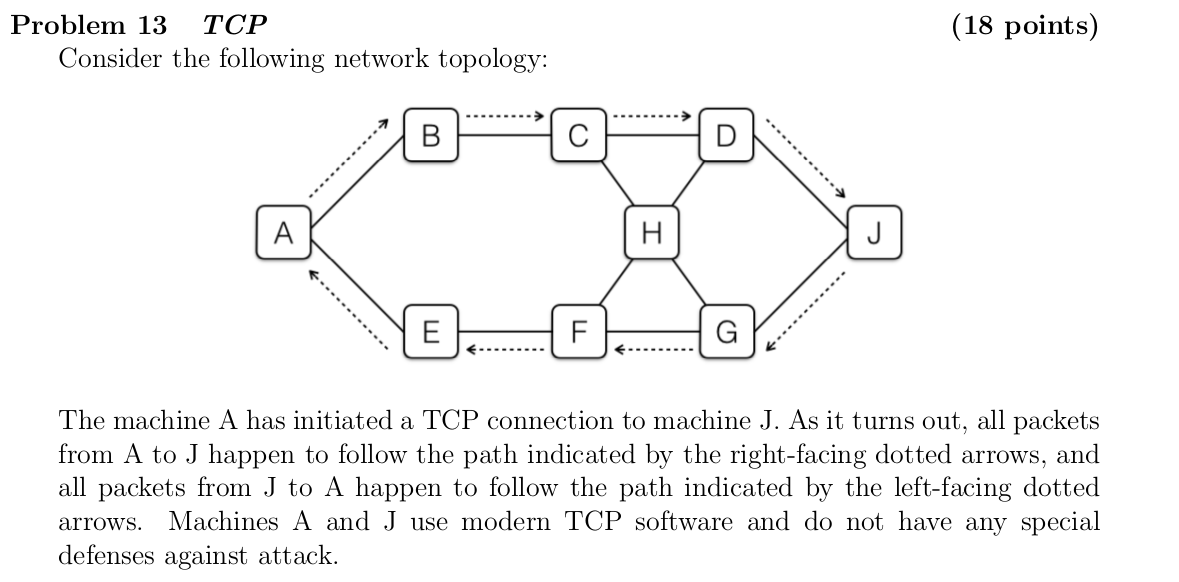 Problem 13 TCP (18 points)
Consider the following network topology:
B C D
A H J
E F G
The machine A has initiated a TCP connection to machine J. As it turns out, all packets
from A to J happen to follow the path indicated by the right-facing dotted arrows, and
all packets from J to A happen to follow the path indicated by the left-facing dotted
arrows. Machines A and J use modern TCP software and do not have any special
defenses against attack.